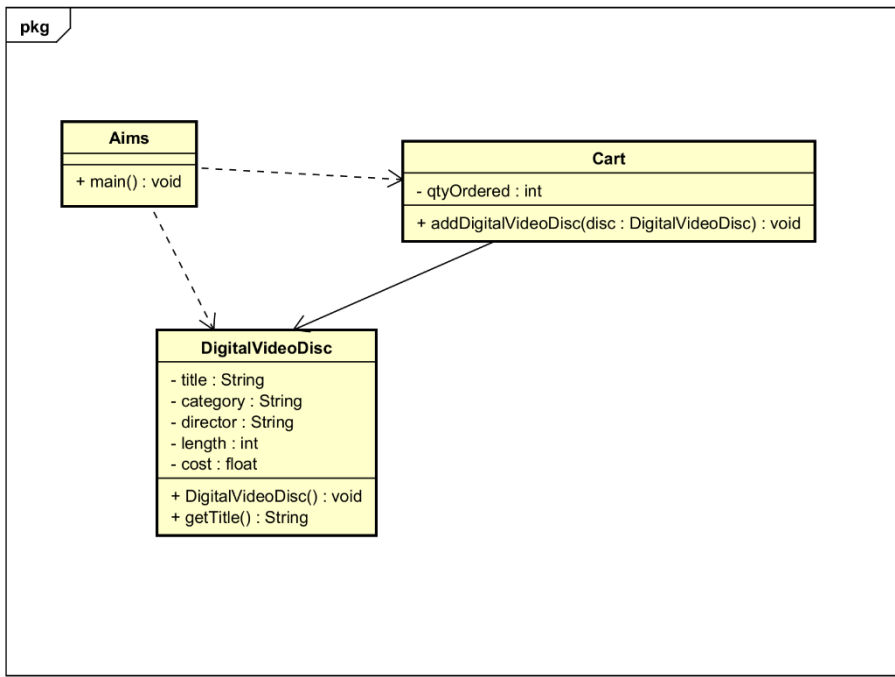 pkg
Aims
+ main() : void
Cart
- qtyOrdered : int
+ addDigitalVideoDisc(disc : DigitalVideoDisc) : void
DigitalVideoDisc
- title : String
- category : String
- director : String
- length : int
- cost : float
+ DigitalVideoDisc() : void
+ getTitle() : String